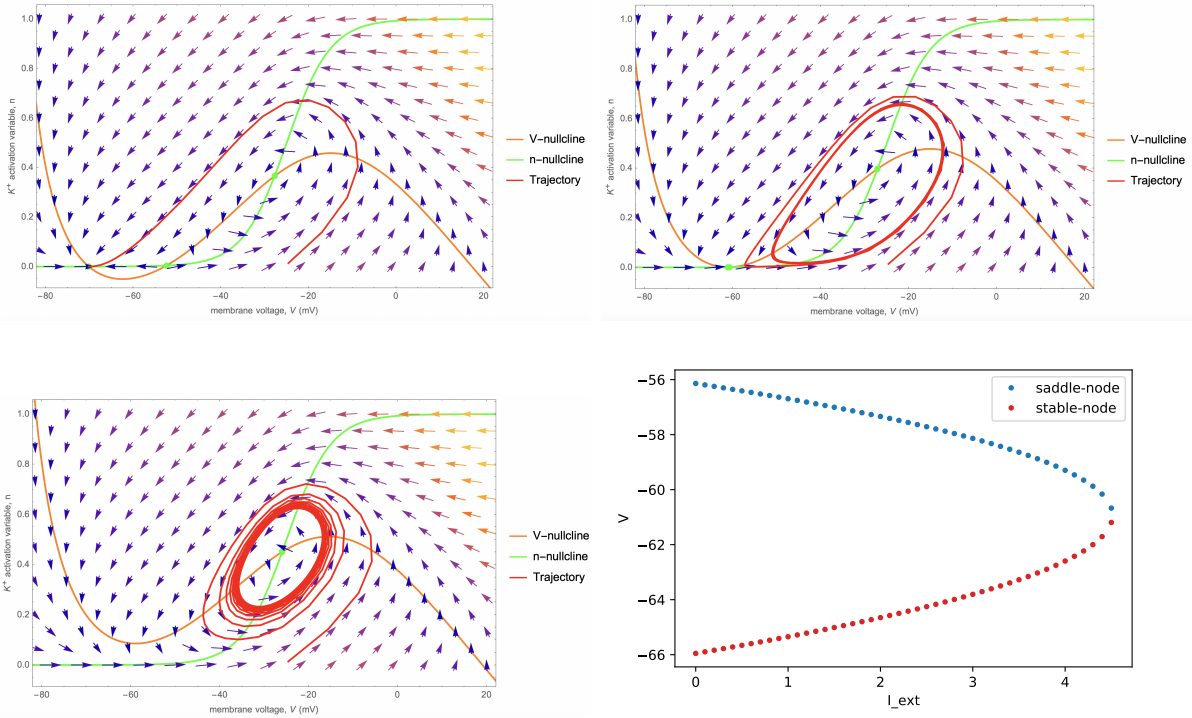 K⁺ activation variable, n
1.0
0.8
0.6
0.4
0.2
0.0
−80
−60
−40
−20
0
20
membrane voltage, V (mV)
V−nullcline
n−nullcline
Trajectory
K⁺ activation variable, n
1.0
0.8
0.6
0.4
0.2
0.0
−80
−60
−40
−20
0
20
membrane voltage, V (mV)
V−nullcline
n−nullcline
Trajectory
K⁺ activation variable, n
1.0
0.8
0.6
0.4
0.2
0.0
−80
−60
−40
−20
0
20
membrane voltage, V (mV)
V−nullcline
n−nullcline
Trajectory
V
−56
−58
−60
−62
−64
−66
0
1
2
3
4
I_ext
saddle-node
stable-node